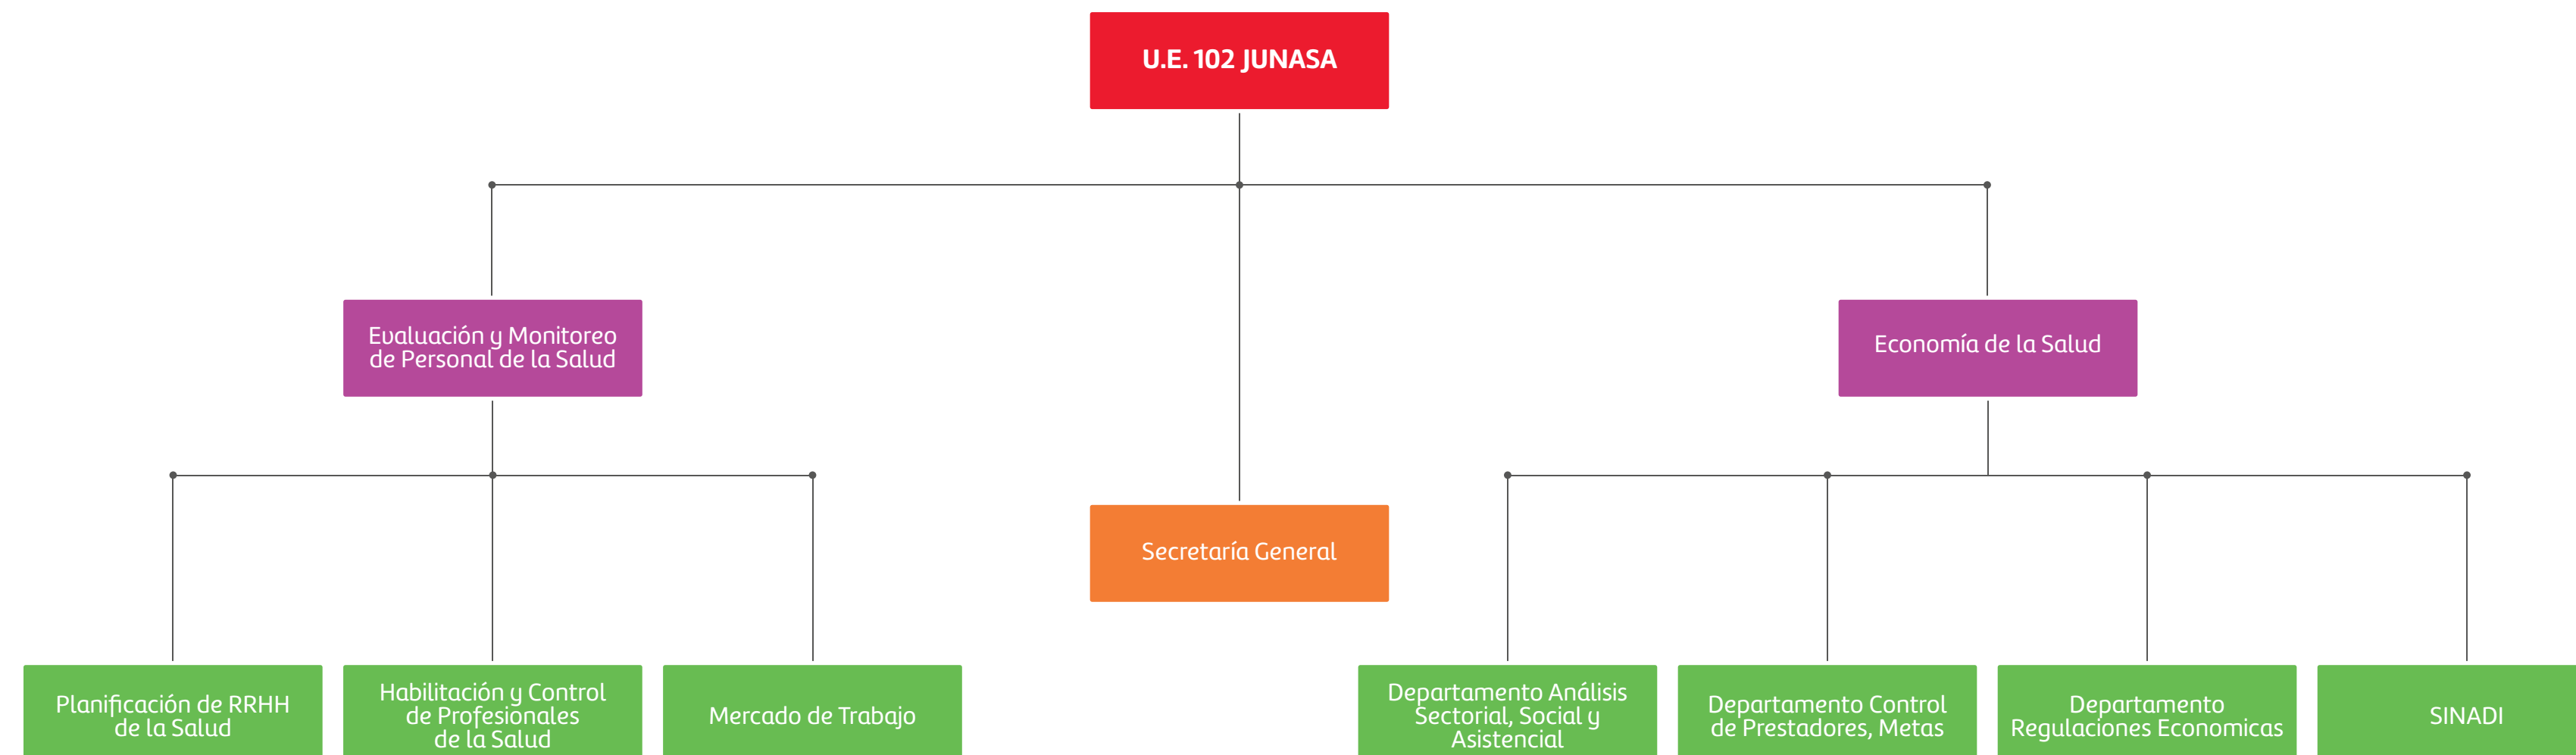 U.E. 102 JUNASA
Evaluación y Monitoreo
de Personal de la Salud
Economía de la Salud
Secretaría General
Planificación de RRHH
de la Salud
Habilitación y Control
de Profesionales
de la Salud
Mercado de Trabajo
Departamento Análisis
Sectorial, Social y
Asistencial
Departamento Control
de Prestadores, Metas
Departamento
Regulaciones Economicas
SINADI